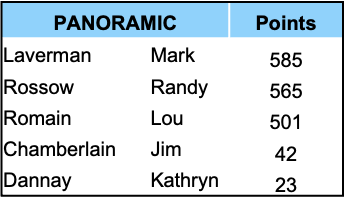 PANORAMIC Points
Laverman Mark 585
Rossow Randy 565
Romain Lou 501
Chamberlain Jim 42
Dannay Kathryn 23